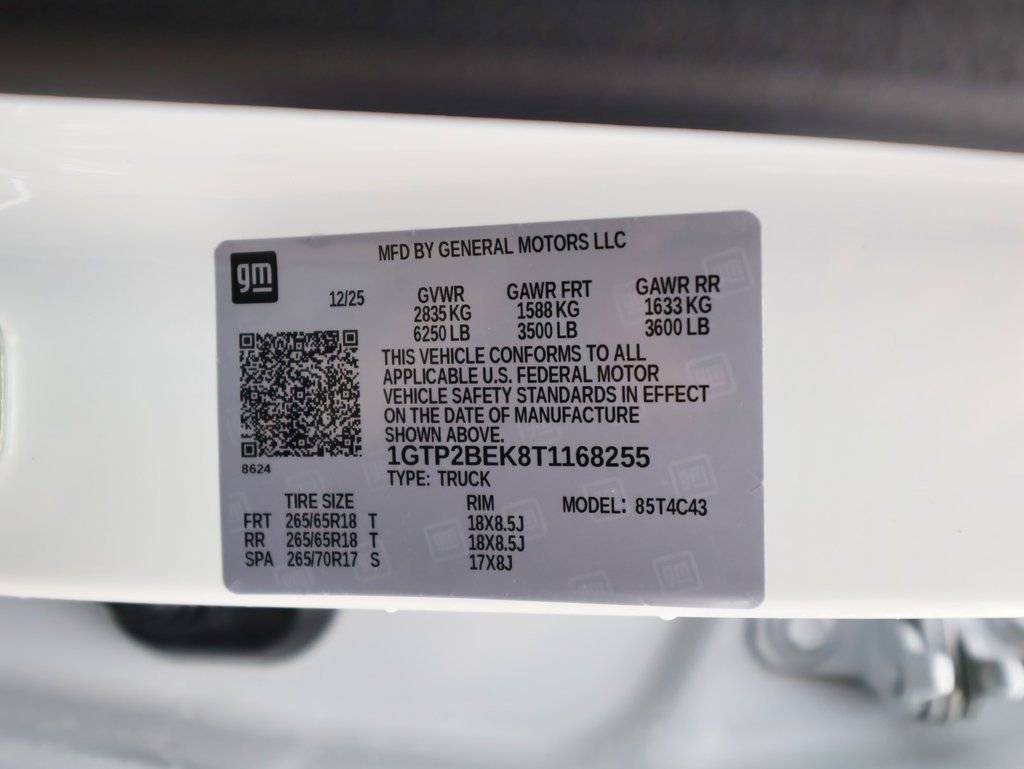 gm
MFD BY GENERAL MOTORS LLC
12/25
GVWR GAWR FRT GAWR RR
2835 KG 1588 KG 1633 KG
6250 LB 3500 LB 3600 LB
THIS VEHICLE CONFORMS TO ALL
APPLICABLE U.S. FEDERAL MOTOR
VEHICLE SAFETY STANDARDS IN EFFECT
ON THE DATE OF MANUFACTURE
SHOWN ABOVE.
1GTP2BEK8T1168255
8624
TYPE: TRUCK
TIRE SIZE RIM MODEL: 85T4C43
FRT 265/65R18 T 18X8.5J
RR 265/65R18 T 18X8.5J
SPA 265/70R17 S 17X8J